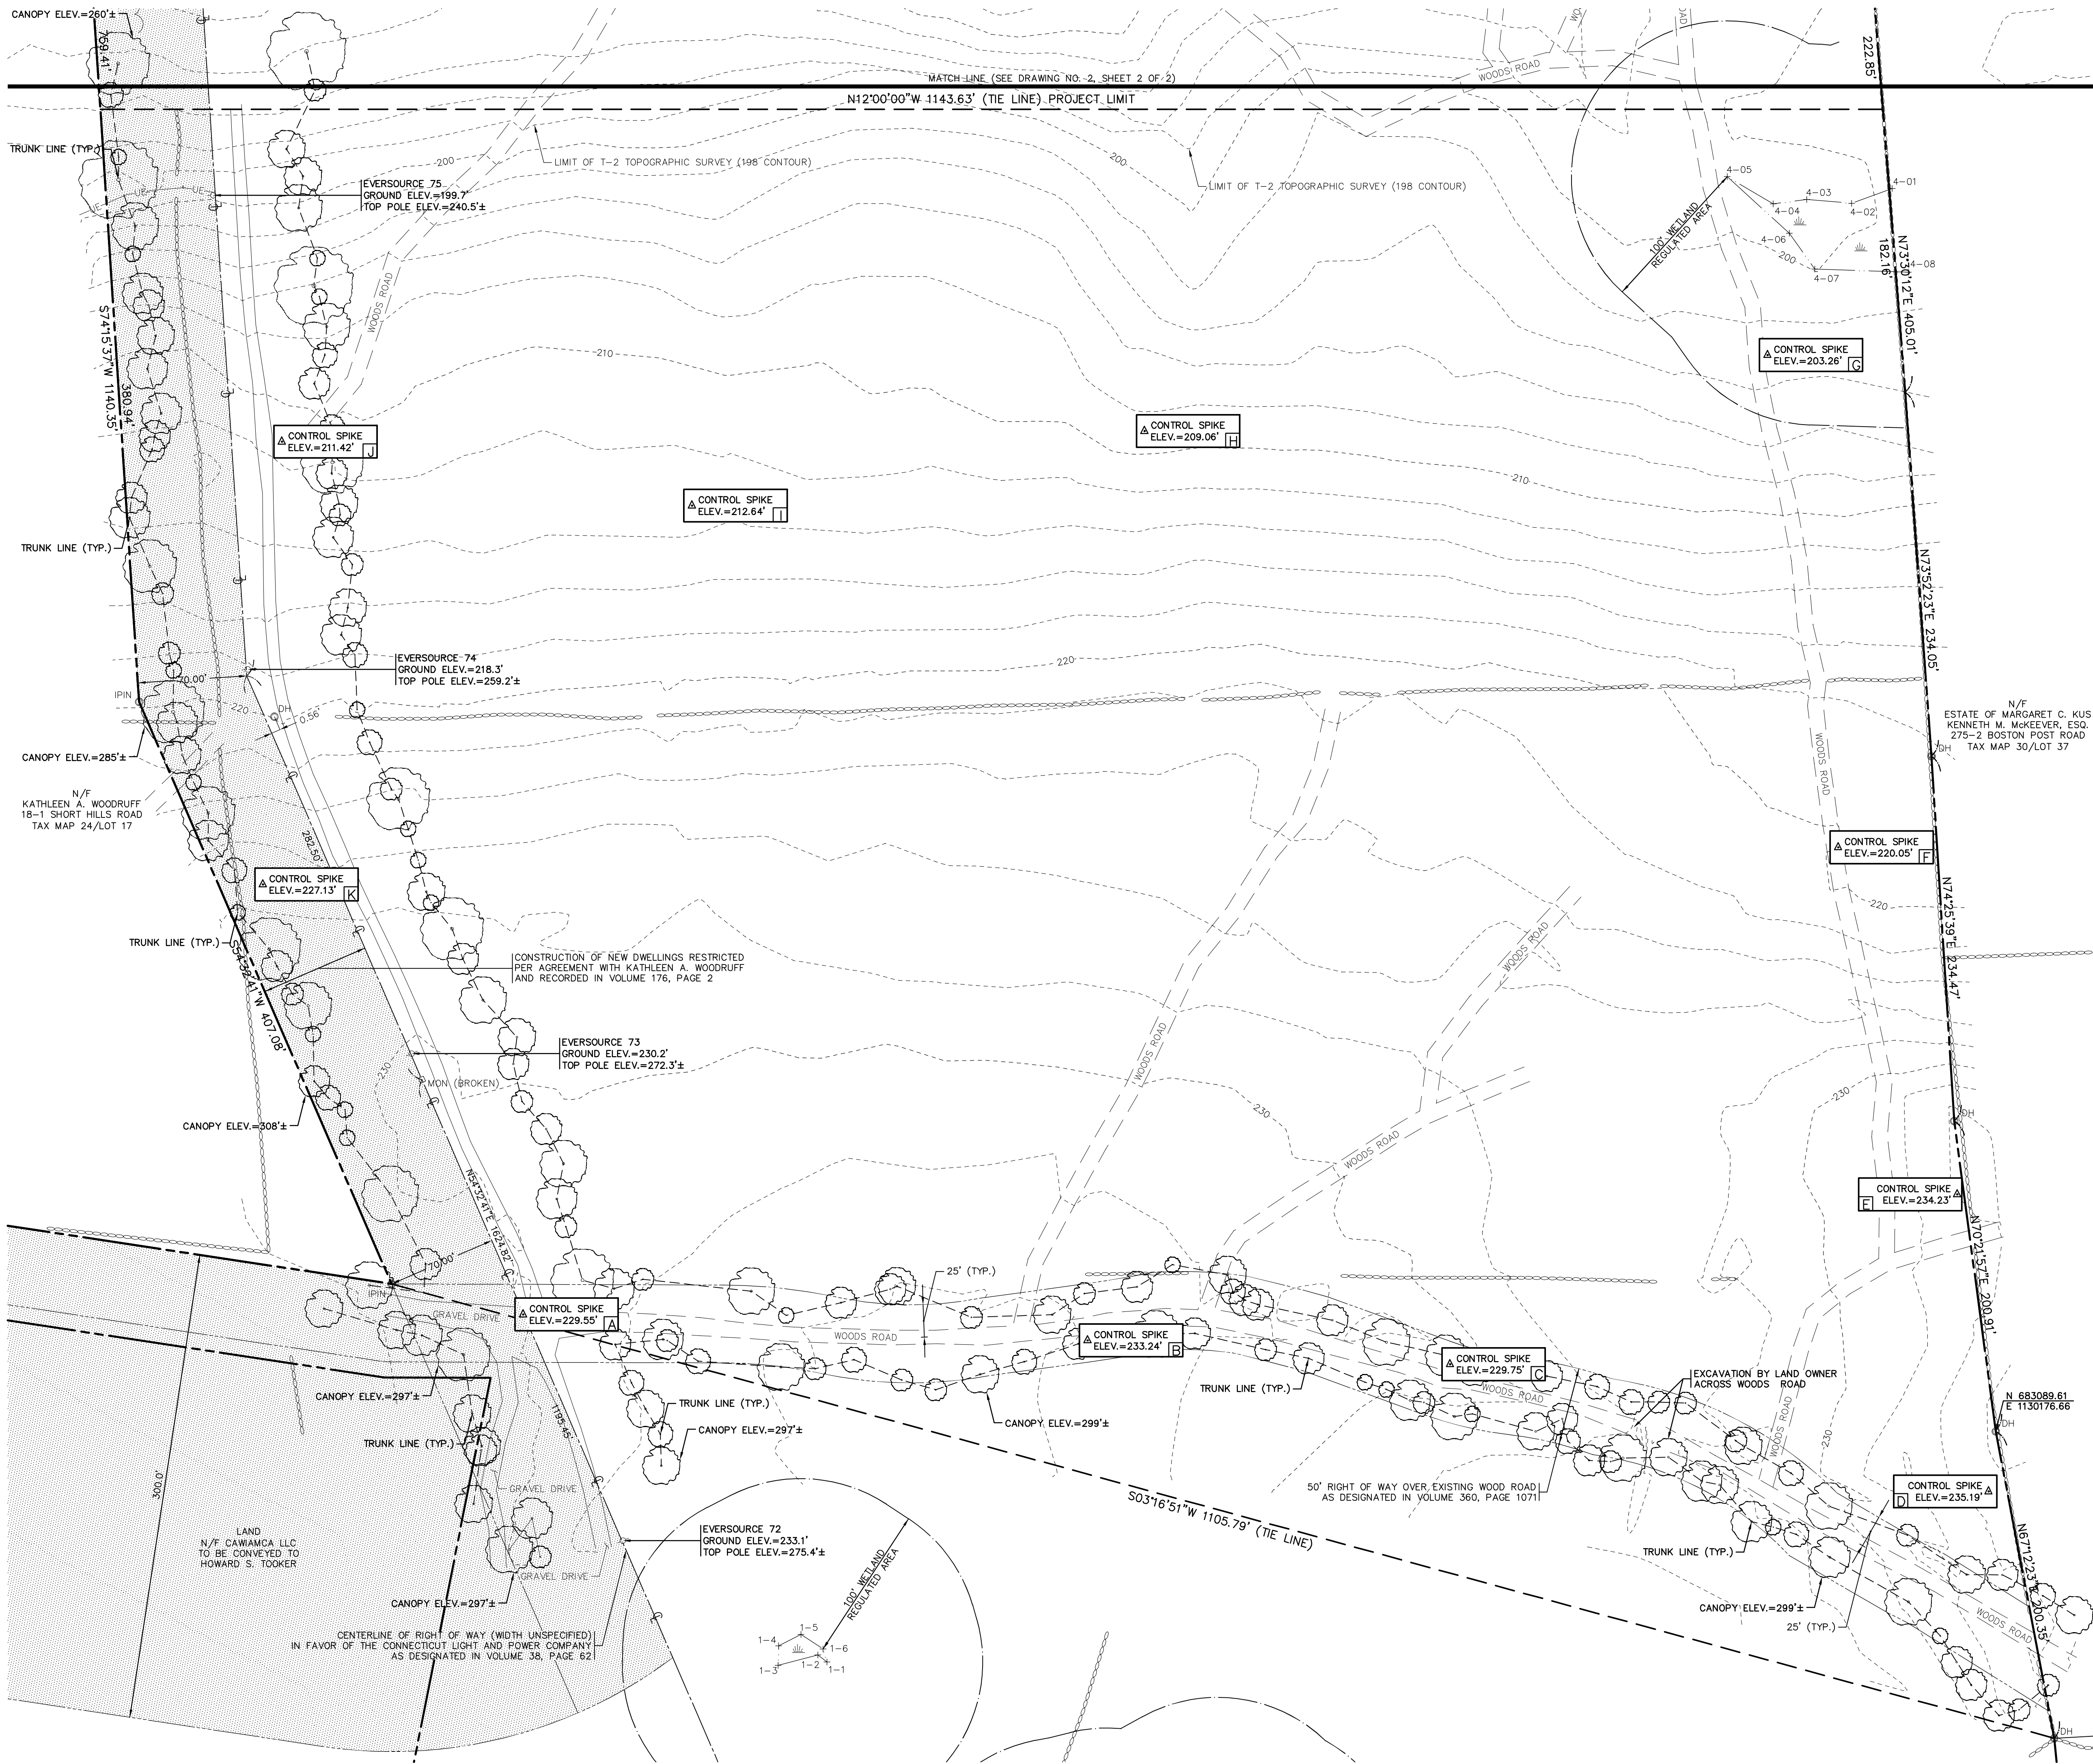 CANOPY ELEV.=260'±
759.41'
222.85'
MATCH LINE (SEE DRAWING NO. 2, SHEET 2 OF 2)
N12°00'00"W 1143.63' (TIE LINE) PROJECT LIMIT
WOODS ROAD
TRUNK LINE (TYP.)
200
LIMIT OF T-2 TOPOGRAPHIC SURVEY (198 CONTOUR)
200
LIMIT OF T-2 TOPOGRAPHIC SURVEY (198 CONTOUR)
EVERSOURCE 75
GROUND ELEV.=199.7'
TOP POLE ELEV.=240.5'±
UE
UE
UE
4-05
4-03
4-01
4-04
4-02
4-06
200
4-07
4-08
100' WETLAND
REGULATED AREA
N73°30'12"E 405.01'
182.16'
WOODS ROAD
S74°15'37"W 1140.35'
380.94'
210
CONTROL SPIKE
ELEV.=203.26' G
CONTROL SPIKE
ELEV.=211.42' J
CONTROL SPIKE
ELEV.=209.06' H
CONTROL SPIKE
ELEV.=212.64' I
210
TRUNK LINE (TYP.)
N73°52'23"E 234.05'
EVERSOURCE 74
GROUND ELEV.=218.3'
TOP POLE ELEV.=259.2'±
220
70.00'
IPIN
220
DH
0.56'
CANOPY ELEV.=285'±
N/F
KATHLEEN A. WOODRUFF
18-1 SHORT HILLS ROAD
TAX MAP 24/LOT 17
N/F
ESTATE OF MARGARET C. KUS
KENNETH M. McKEEVER, ESQ.
275-2 BOSTON POST ROAD
TAX MAP 30/LOT 37
DH
WOODS ROAD
282.50'
CONTROL SPIKE
ELEV.=220.05' F
CONTROL SPIKE
ELEV.=227.13' K
220
N74°25'39"E 234.47'
TRUNK LINE (TYP.)
S54°32'41"W 407.08'
CONSTRUCTION OF NEW DWELLINGS RESTRICTED
PER AGREEMENT WITH KATHLEEN A. WOODRUFF
AND RECORDED IN VOLUME 176, PAGE 2
WOODS ROAD
WOODS ROAD
EVERSOURCE 73
GROUND ELEV.=230.2'
TOP POLE ELEV.=272.3'±
230
MON (BROKEN)
230
230
DH
CANOPY ELEV.=308'±
WOODS ROAD
N54°32'41"E 1624.82'
CONTROL SPIKE
E ELEV.=234.23'
N70°21'57"E 200.91'
70.00'
IPIN
25' (TYP.)
GRAVEL DRIVE
CONTROL SPIKE
ELEV.=229.55' A
WOODS ROAD
CONTROL SPIKE
ELEV.=233.24' B
CONTROL SPIKE
ELEV.=229.75' C
EXCAVATION BY LAND OWNER
ACROSS WOODS ROAD
WOODS ROAD
TRUNK LINE (TYP.)
CANOPY ELEV.=297'±
TRUNK LINE (TYP.)
CANOPY ELEV.=299'±
CANOPY ELEV.=297'±
N 683089.61
E 1130176.66
DH
WOODS ROAD
230
1195.45'
TRUNK LINE (TYP.)
300.0'
GRAVEL DRIVE
50' RIGHT OF WAY OVER EXISTING WOOD ROAD
AS DESIGNATED IN VOLUME 360, PAGE 1071
CONTROL SPIKE
D ELEV.=235.19'
S03°16'51"W 1105.79' (TIE LINE)
LAND
N/F CAWIAMCA LLC
TO BE CONVEYED TO
HOWARD S. TOOKER
EVERSOURCE 72
GROUND ELEV.=233.1'
TOP POLE ELEV.=275.4'±
GRAVEL DRIVE
TRUNK LINE (TYP.)
N67°12'23"E 200.35'
100' WETLAND
REGULATED AREA
CANOPY ELEV.=297'±
CANOPY ELEV.=299'±
25' (TYP.)
WOODS ROAD
CENTERLINE OF RIGHT OF WAY (WIDTH UNSPECIFIED)
IN FAVOR OF THE CONNECTICUT LIGHT AND POWER COMPANY
AS DESIGNATED IN VOLUME 38, PAGE 62
1-5
1-4
1-6
1-3
1-2
1-1
DH